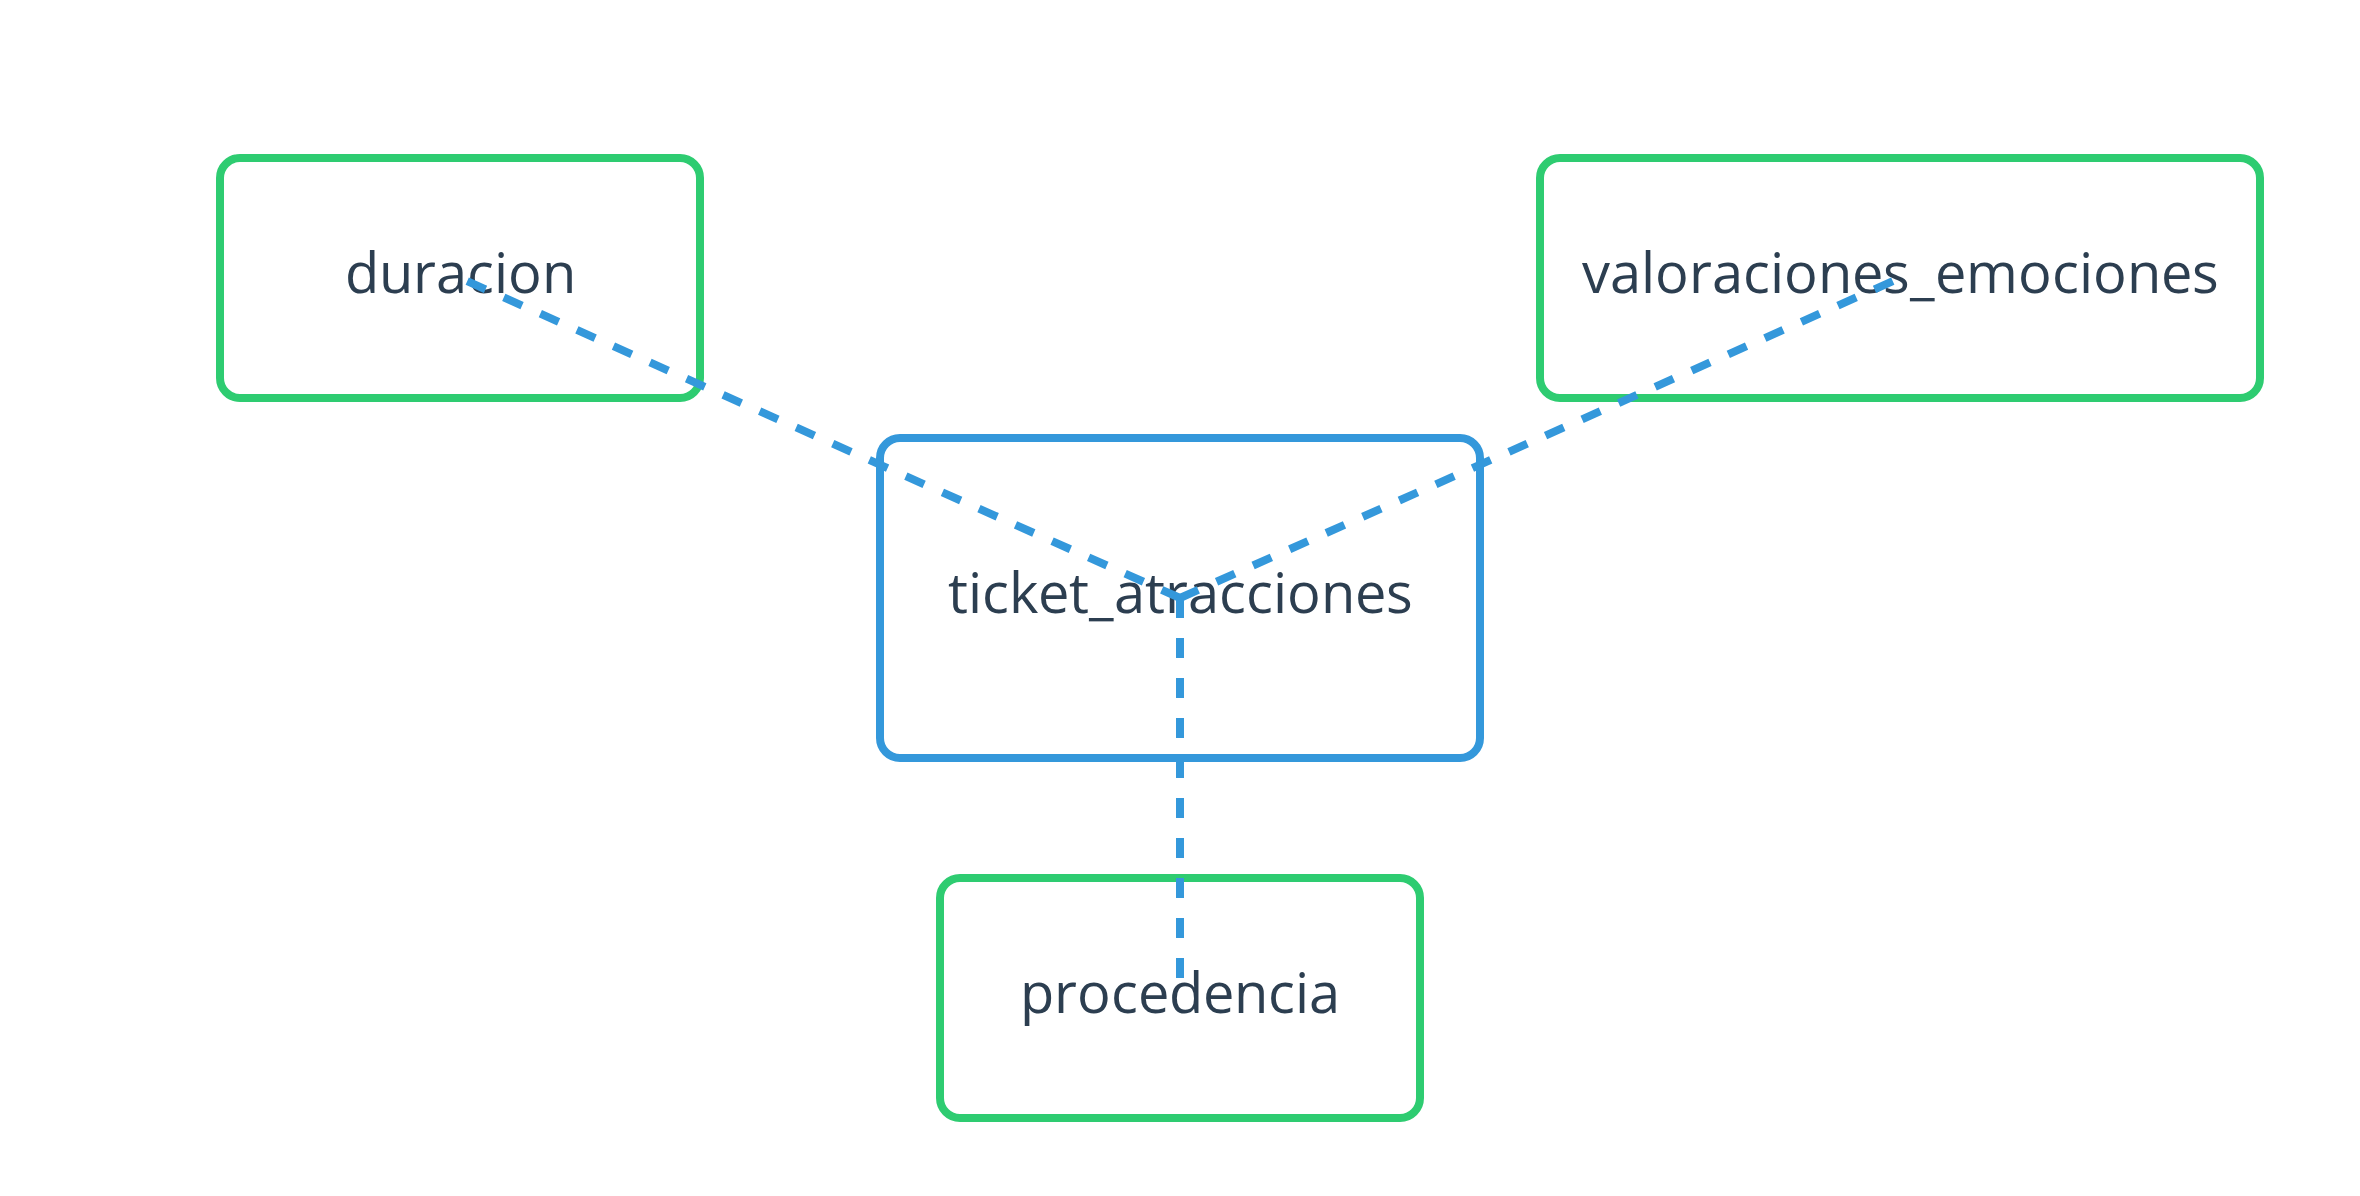 duracion
valoraciones_emociones
ticket_atracciones
procedencia